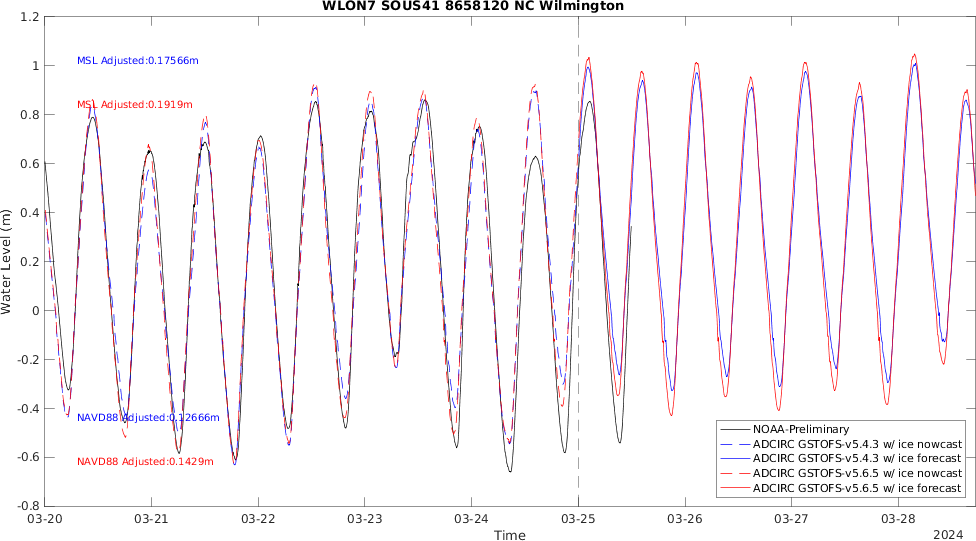 WLON7 SOUS41 8658120 NC Wilmington
1.2
1
0.8
0.6
0.4
0.2
0
-0.2
-0.4
-0.6
-0.8
Water Level (m)
MSL Adjusted:0.17566m
MSL Adjusted:0.1919m
NAVD88 Adjusted:0.12666m
NAVD88 Adjusted:0.1429m
NOAA-Preliminary
ADCIRC GSTOFS-v5.4.3 w/ ice nowcast
ADCIRC GSTOFS-v5.4.3 w/ ice forecast
ADCIRC GSTOFS-v5.6.5 w/ ice nowcast
ADCIRC GSTOFS-v5.6.5 w/ ice forecast
03-20 03-21 03-22 03-23 03-24 03-25 03-26 03-27 03-28
Time
2024